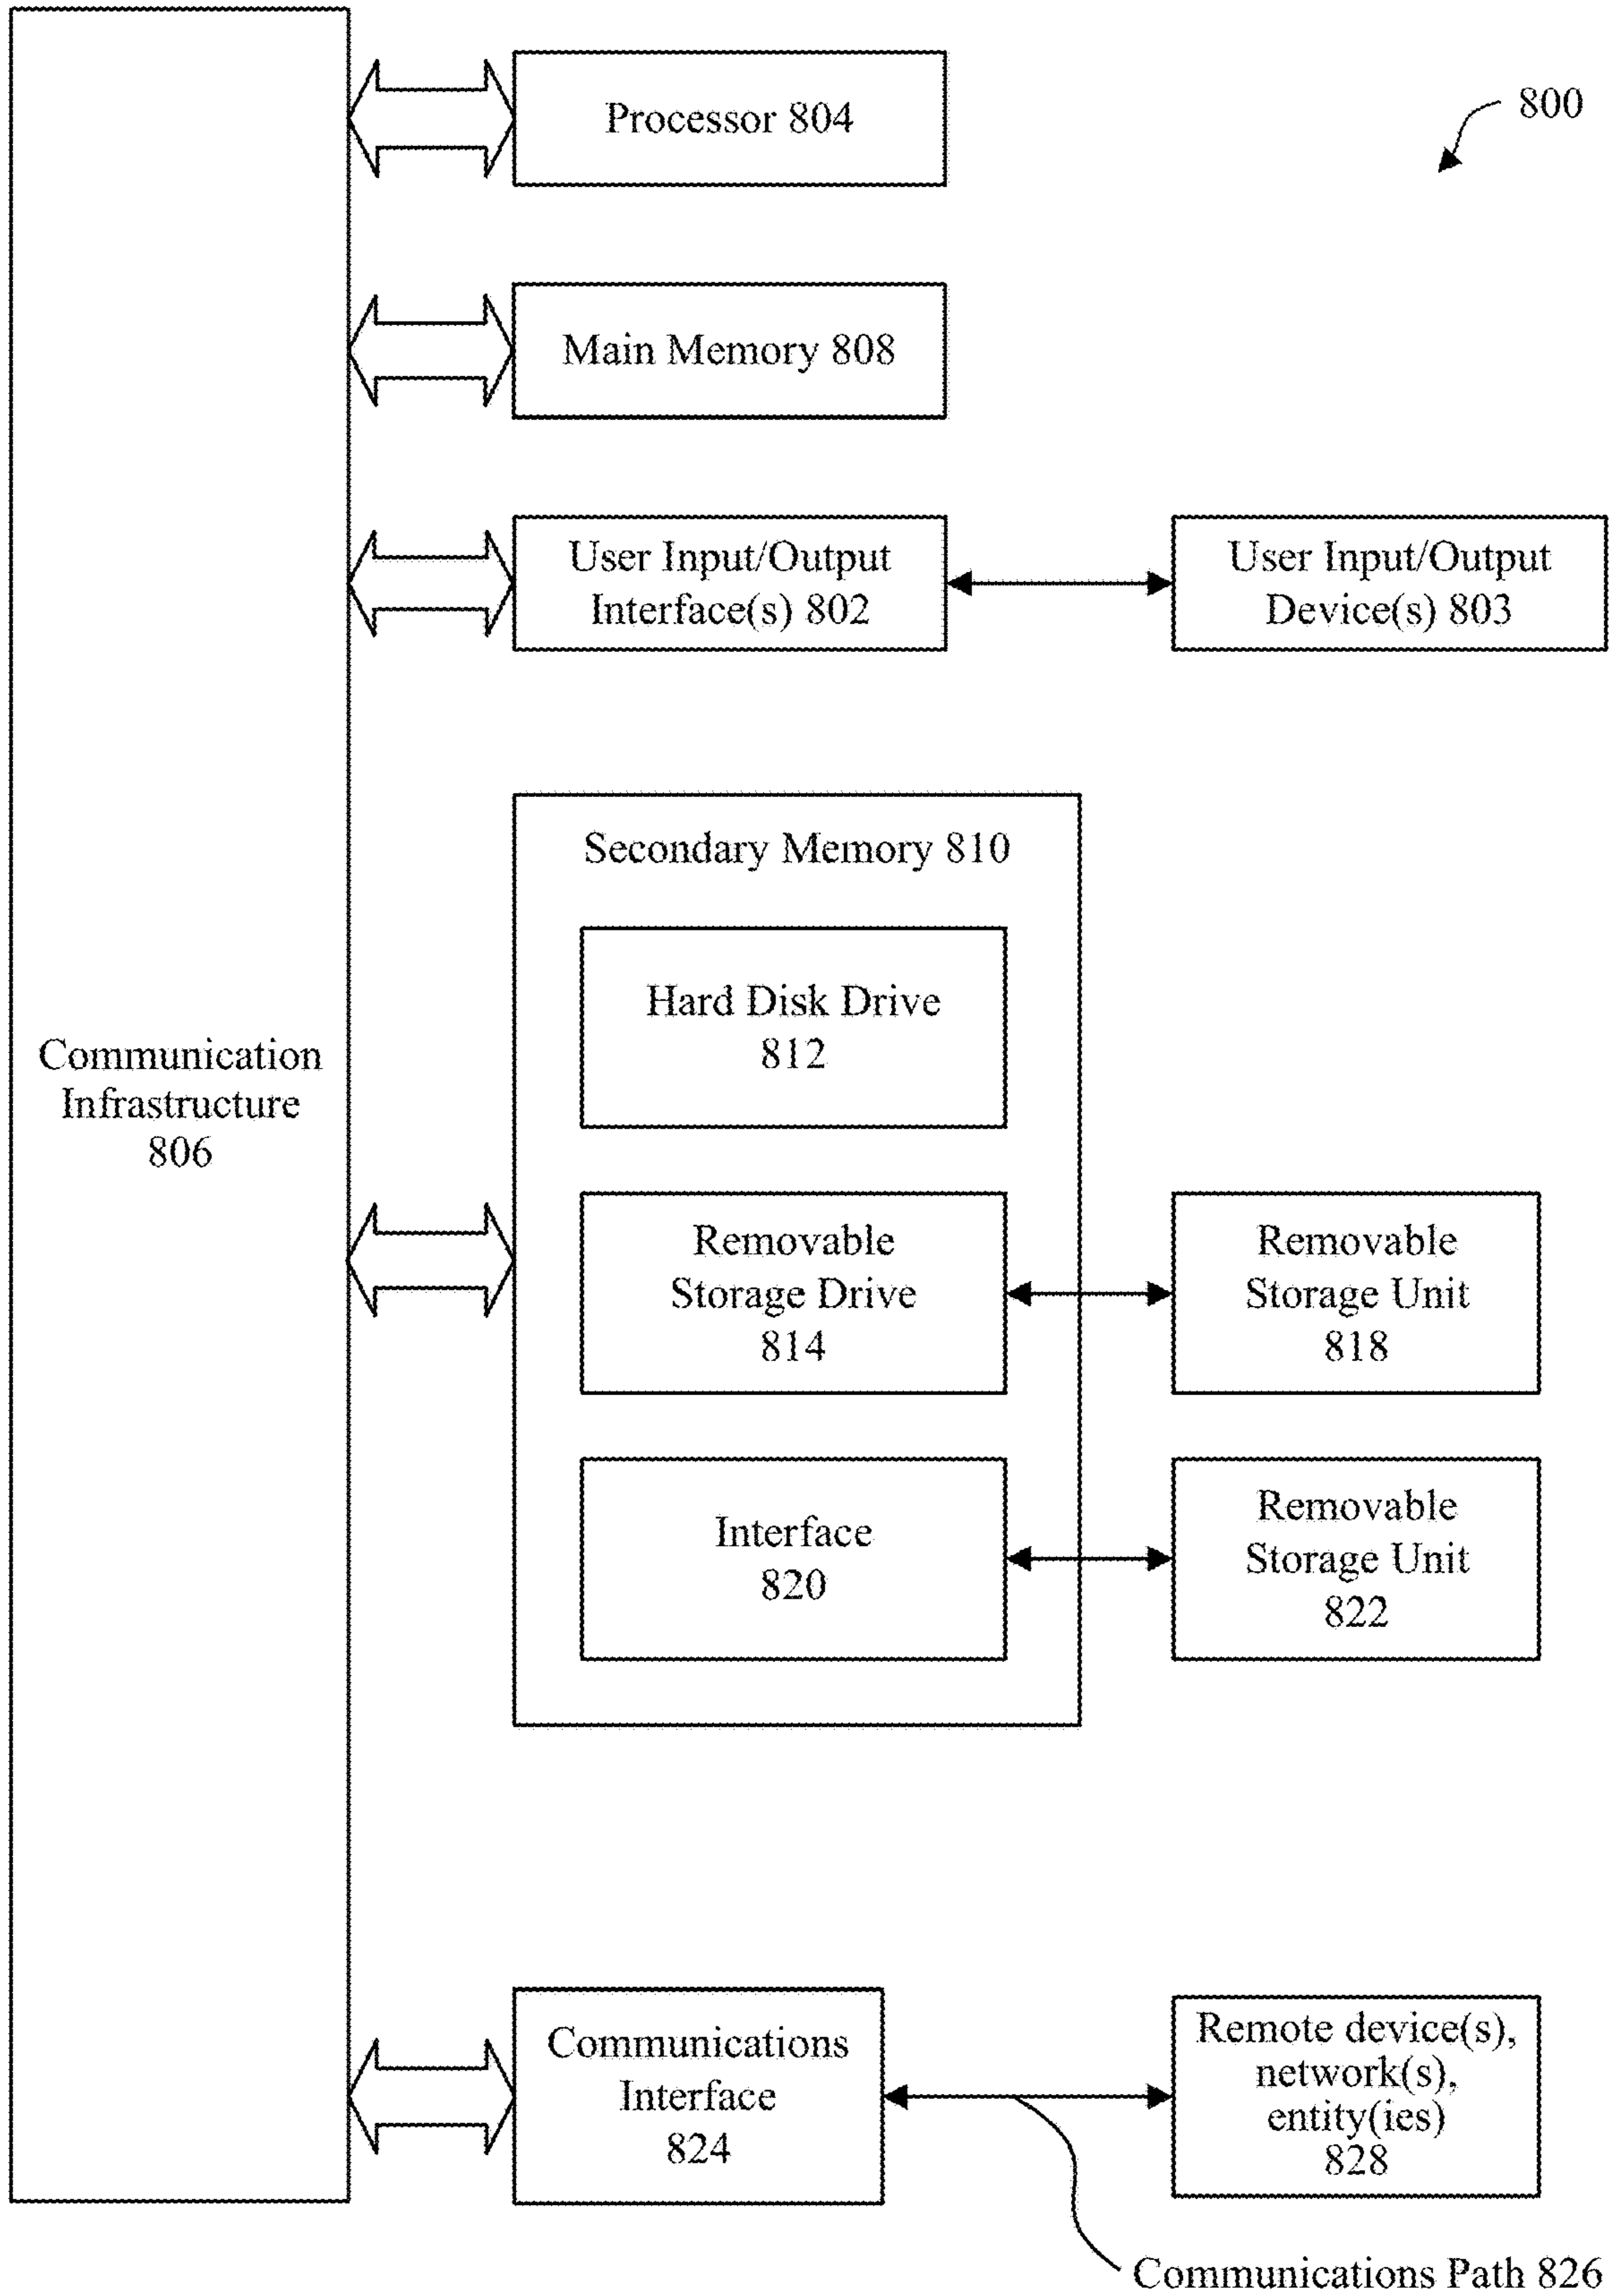 Processor 804
800
Main Memory 808
User Input/Output
Interface(s) 802
User Input/Output
Device(s) 803
Secondary Memory 810
Hard Disk Drive
812
Communication
Infrastructure
806
Removable
Storage Drive
814
Removable
Storage Unit
818
Interface
820
Removable
Storage Unit
822
Communications
Interface
824
Remote device(s),
network(s),
entity(ies)
828
Communications Path 826